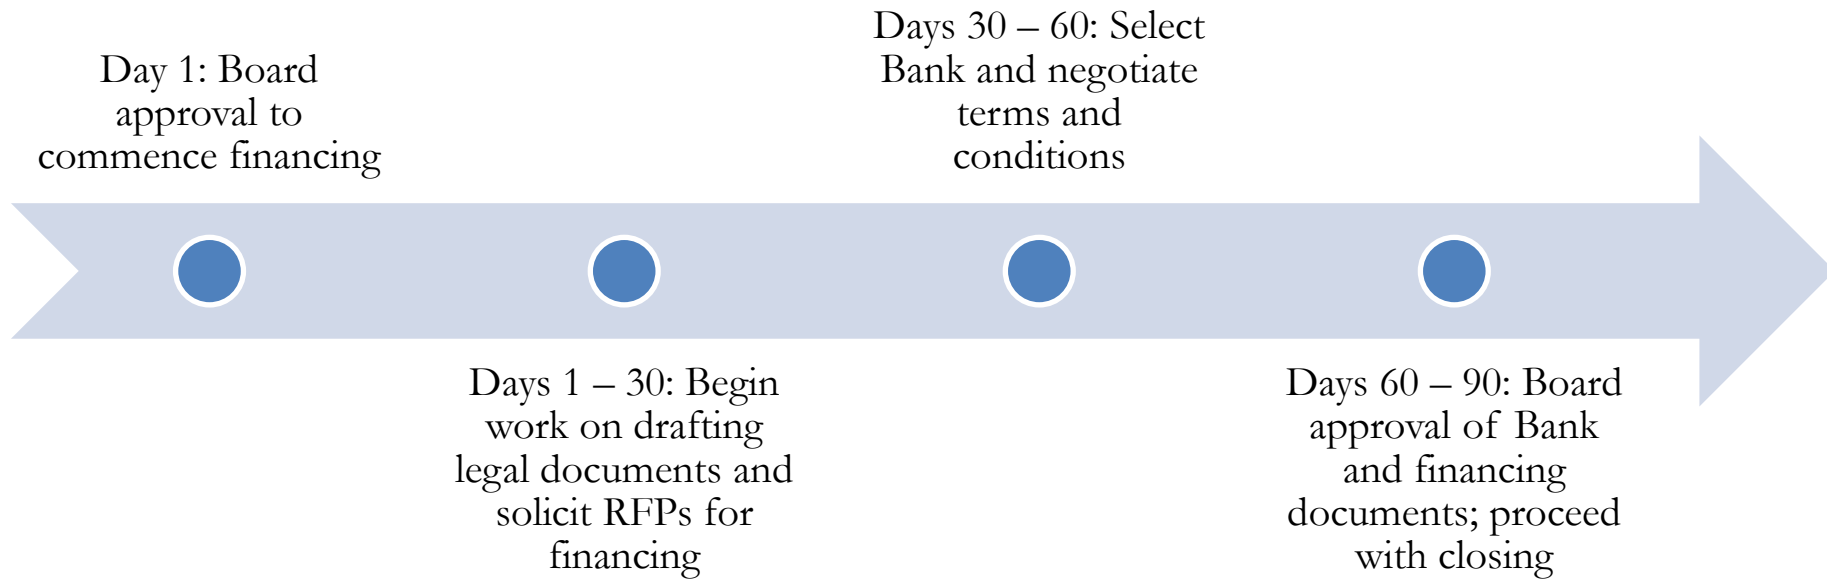 Day 1: Board
approval to
commence financing
Days 1 – 30: Begin
work on drafting
legal documents and
solicit RFPs for
financing
Days 30 – 60: Select
Bank and negotiate
terms and
conditions
Days 60 – 90: Board
approval of Bank
and financing
documents; proceed
with closing